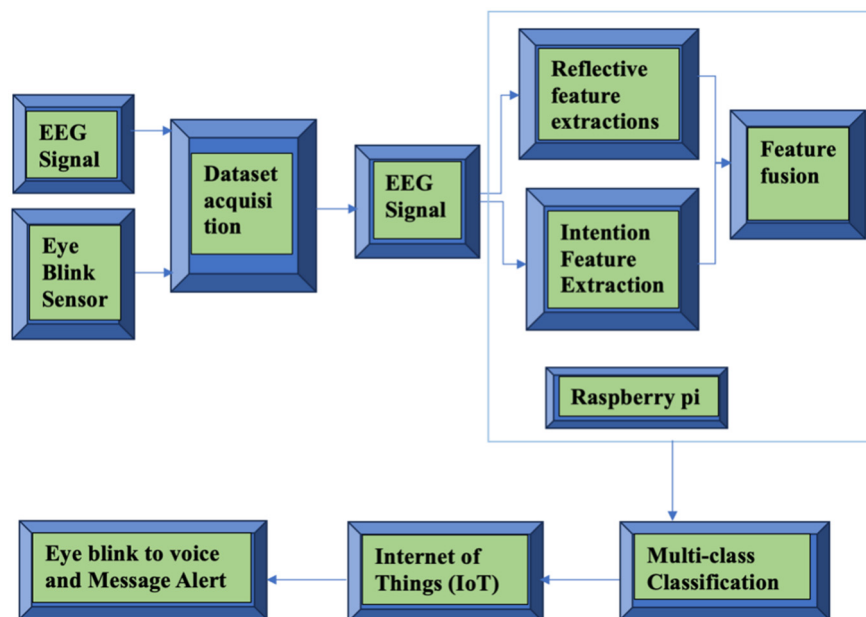 EEG
Signal
Eye
Blink
Sensor
Dataset
acquisi
tion
EEG
Signal
Reflective
feature
extractions
Intention
Feature
Extraction
Feature
fusion
Raspberry pi
Multi-class
Classification
Internet of
Things (IoT)
Eye blink to voice
and Message Alert